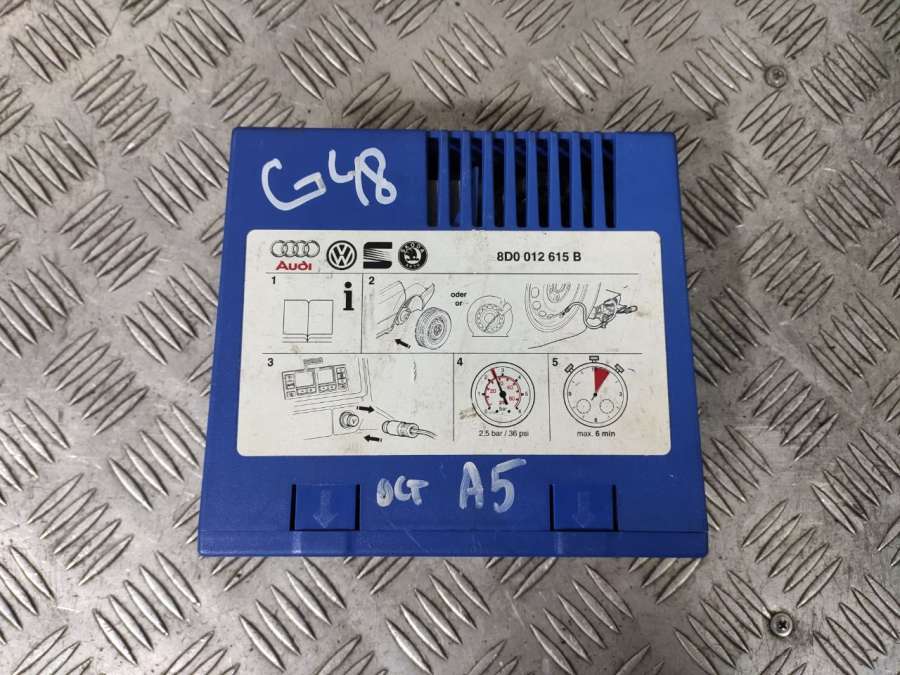 G48
Audi
8D0 012 615 B
1
i
2
oder
or
3
4
bar
2,5 bar / 36 psi
5
max. 6 min
OCT A5